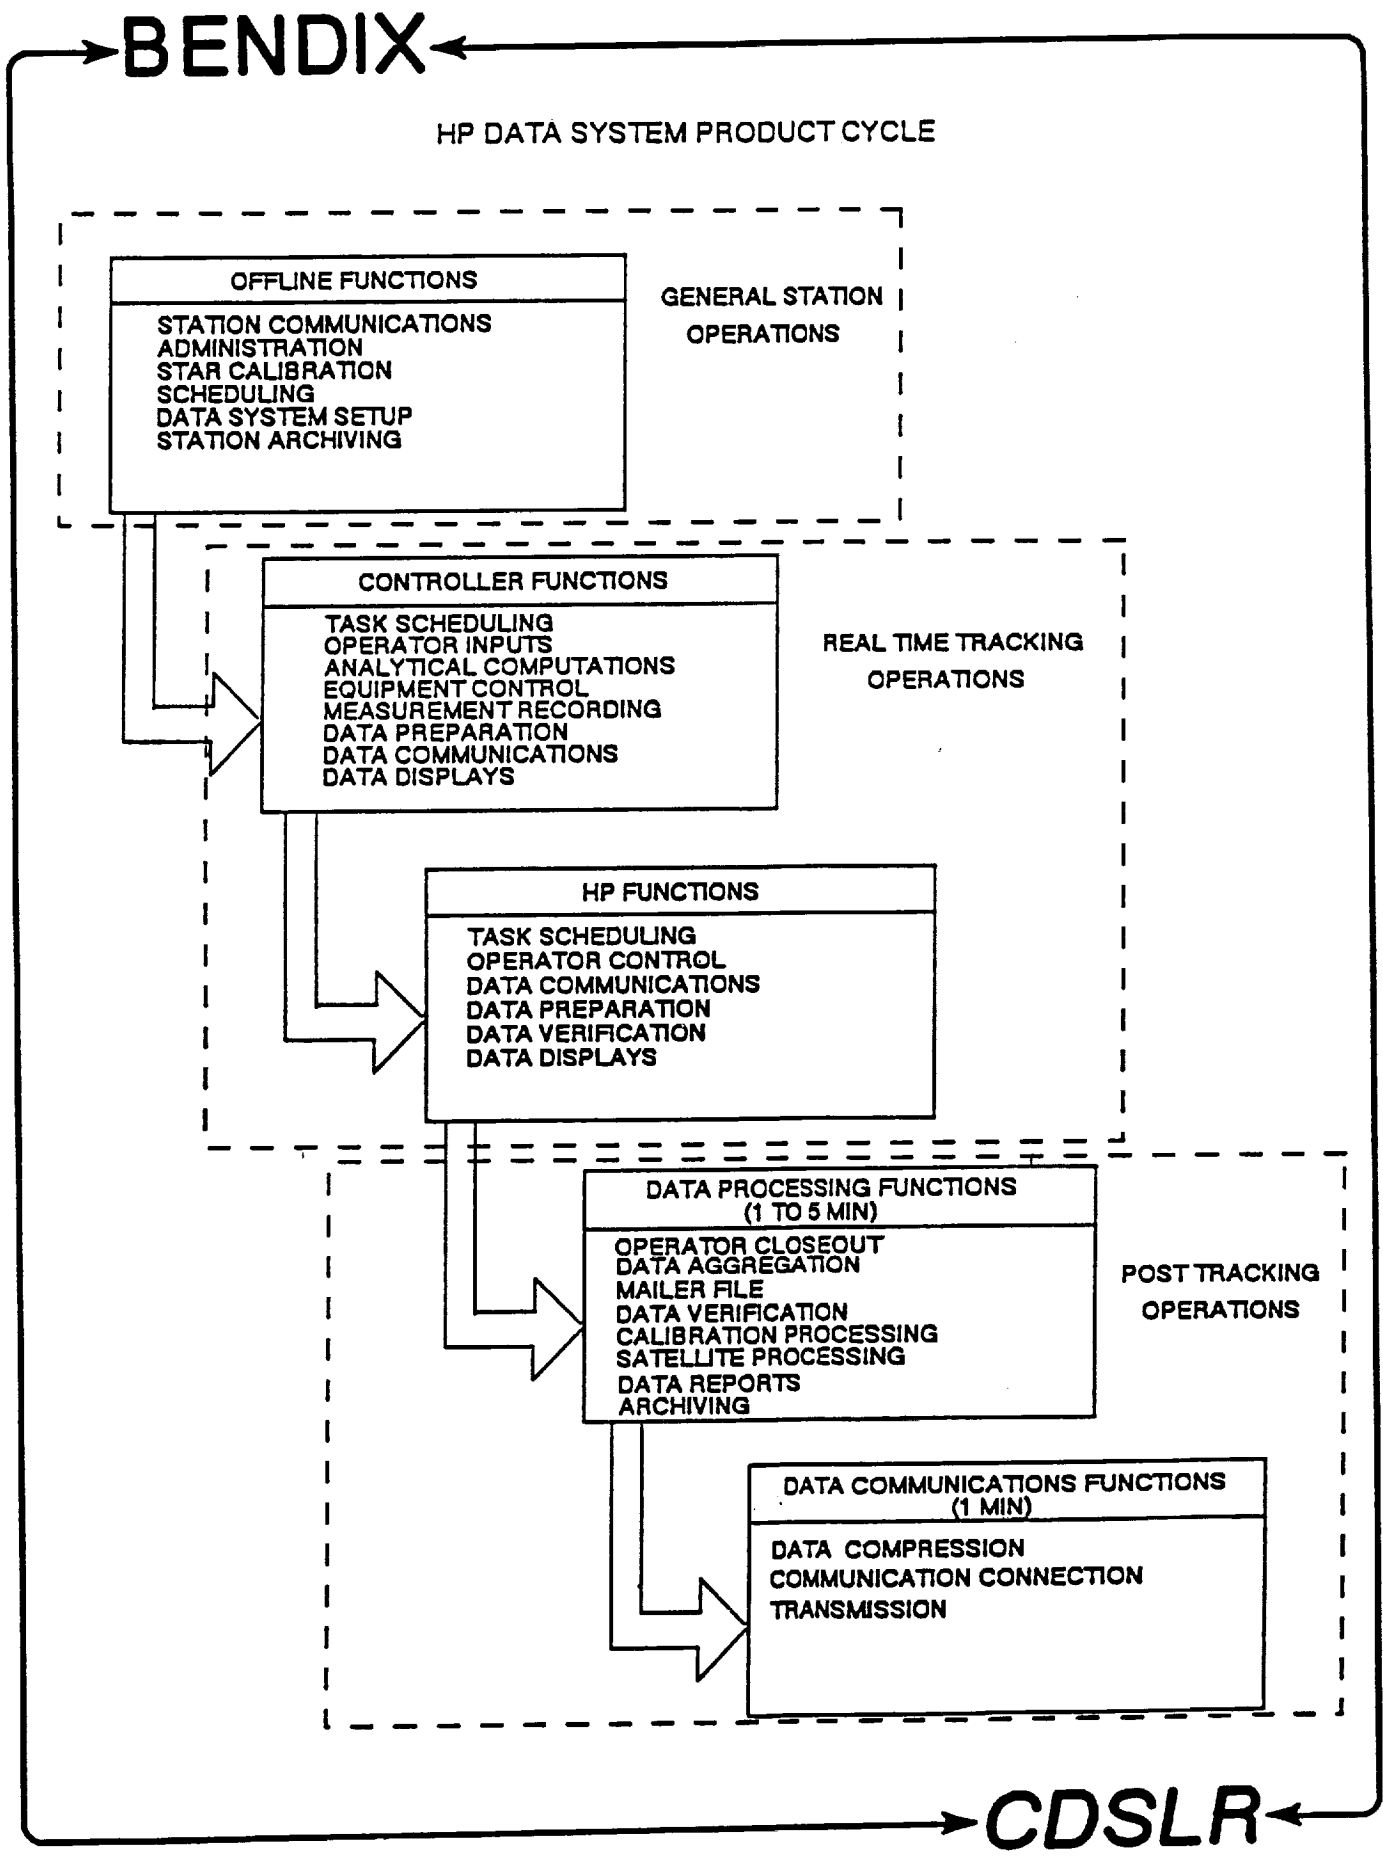 BENDIX
HP DATA SYSTEM PRODUCT CYCLE
OFFLINE FUNCTIONS
STATION COMMUNICATIONS
ADMINISTRATION
STAR CALIBRATION
SCHEDULING
DATA SYSTEM SETUP
STATION ARCHIVING
GENERAL STATION
OPERATIONS
CONTROLLER FUNCTIONS
TASK SCHEDULING
OPERATOR INPUTS
ANALYTICAL COMPUTATIONS
EQUIPMENT CONTROL
MEASUREMENT RECORDING
DATA PREPARATION
DATA COMMUNICATIONS
DATA DISPLAYS
REAL TIME TRACKING
OPERATIONS
HP FUNCTIONS
TASK SCHEDULING
OPERATOR CONTROL
DATA COMMUNICATIONS
DATA PREPARATION
DATA VERIFICATION
DATA DISPLAYS
DATA PROCESSING FUNCTIONS
(1 TO 5 MIN)
OPERATOR CLOSEOUT
DATA AGGREGATION
MAILER FILE
DATA VERIFICATION
CALIBRATION PROCESSING
SATELLITE PROCESSING
DATA REPORTS
ARCHIVING
POST TRACKING
OPERATIONS
DATA COMMUNICATIONS FUNCTIONS
(1 MIN)
DATA COMPRESSION
COMMUNICATION CONNECTION
TRANSMISSION
CDSLR